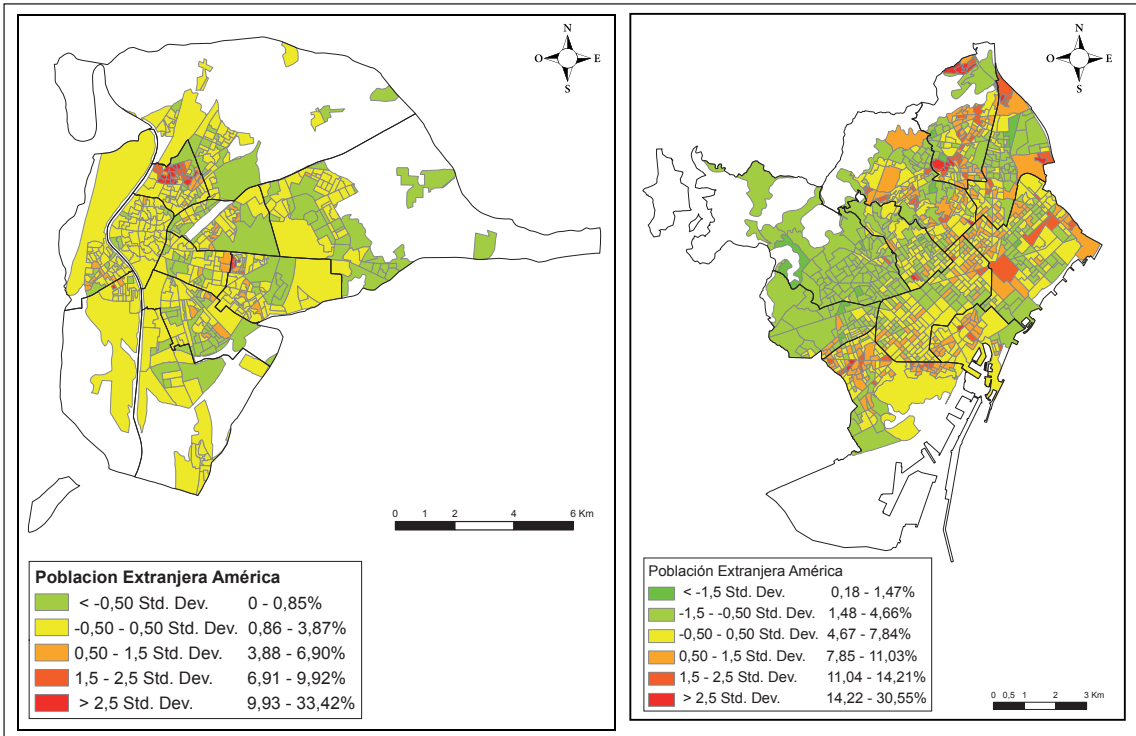 N
O E
S
0 1 2 4 6 Km
Poblacion Extranjera América
< -0,50 Std. Dev. 0 - 0,85%
-0,50 - 0,50 Std. Dev. 0,86 - 3,87%
0,50 - 1,5 Std. Dev. 3,88 - 6,90%
1,5 - 2,5 Std. Dev. 6,91 - 9,92%
> 2,5 Std. Dev. 9,93 - 33,42%
N
O E
S
Población Extranjera América
< -1,5 Std. Dev. 0,18 - 1,47%
-1,5 - -0,50 Std. Dev. 1,48 - 4,66%
-0,50 - 0,50 Std. Dev. 4,67 - 7,84%
0,50 - 1,5 Std. Dev. 7,85 - 11,03%
1,5 - 2,5 Std. Dev. 11,04 - 14,21%
> 2,5 Std. Dev. 14,22 - 30,55%
0 0,5 1 2 3 Km